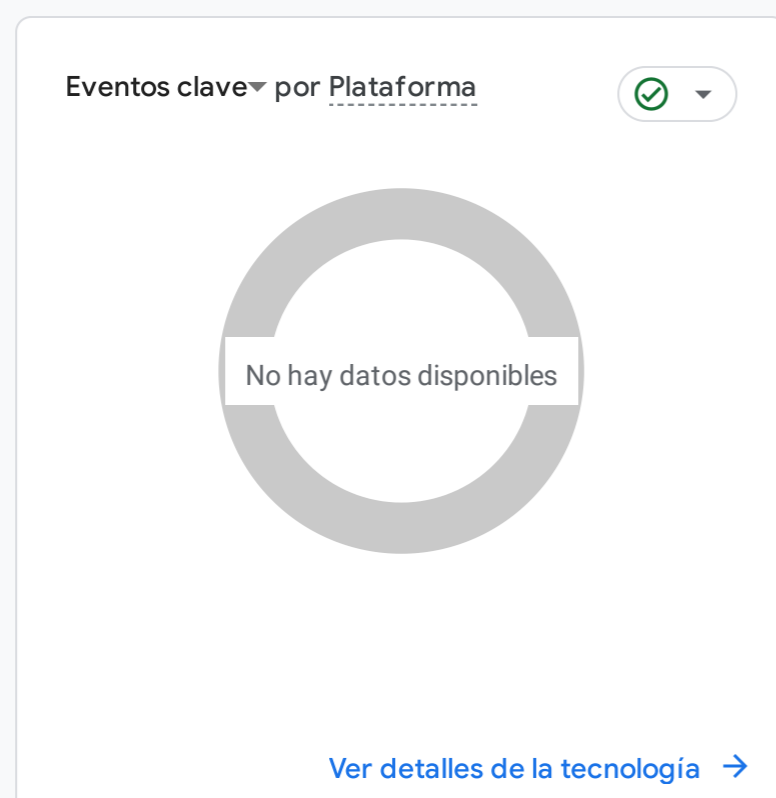 Eventos clave por Plataforma
No hay datos disponibles
Ver detalles de la tecnología